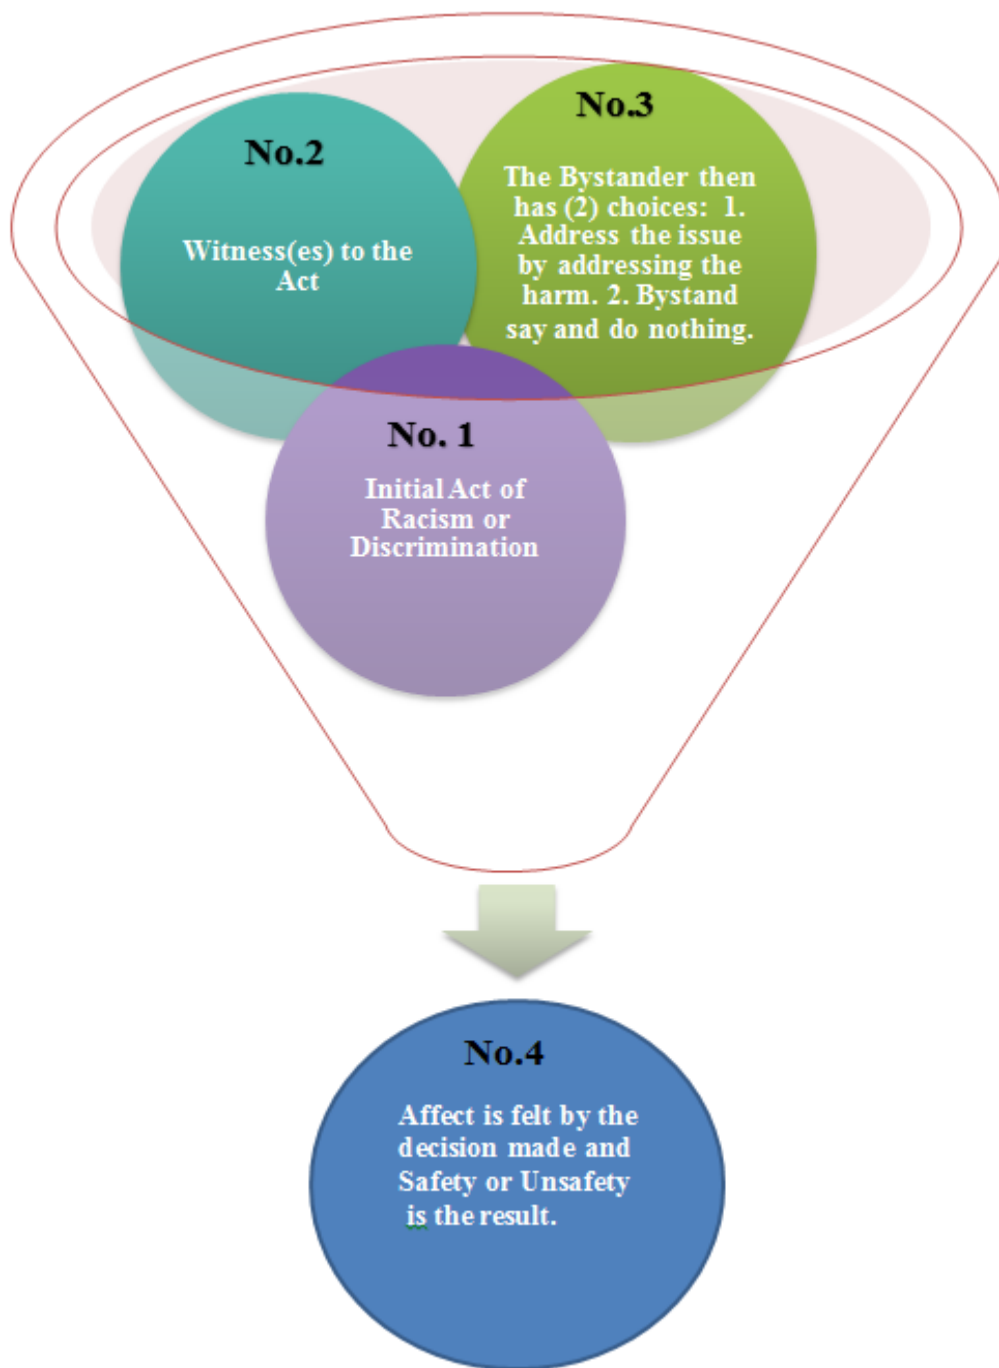 No.2
Witness(es) to the
Act
No.3
The Bystander then
has (2) choices:  1.
Address the issue
by addressing the
harm. 2. Bystand
say and do nothing.
No. 1
Initial Act of
Racism or
Discrimination
No.4
Affect is felt by the
decision made and
Safety or Unsafety
is the result.